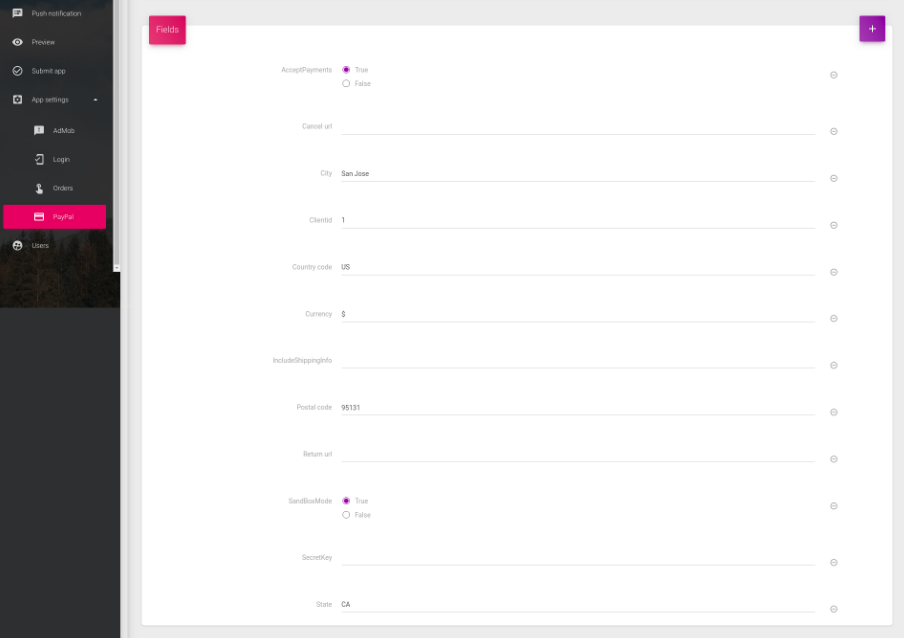 Push notification
Preview
Submit app
App settings
AdMob
Login
Orders
PayPal
Users
Fields
+
AcceptPayments
True
False
Cancel url
City
San Jose
ClientId
1
Country code
US
Currency
$
IncludeShippingInfo
Postal code
95131
Return url
SandBoxMode
True
False
SecretKey
State
CA